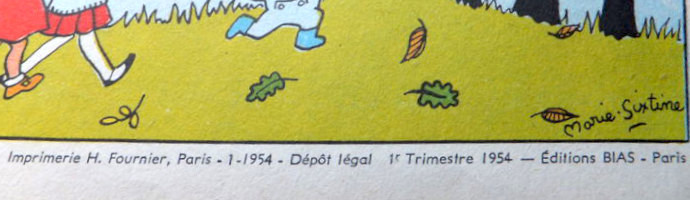 Marie-Sixtine
Imprimerie H. Fournier, Paris - 1-1954 - Dépôt légal 1r Trimestre 1954 — Éditions BIAS - Paris